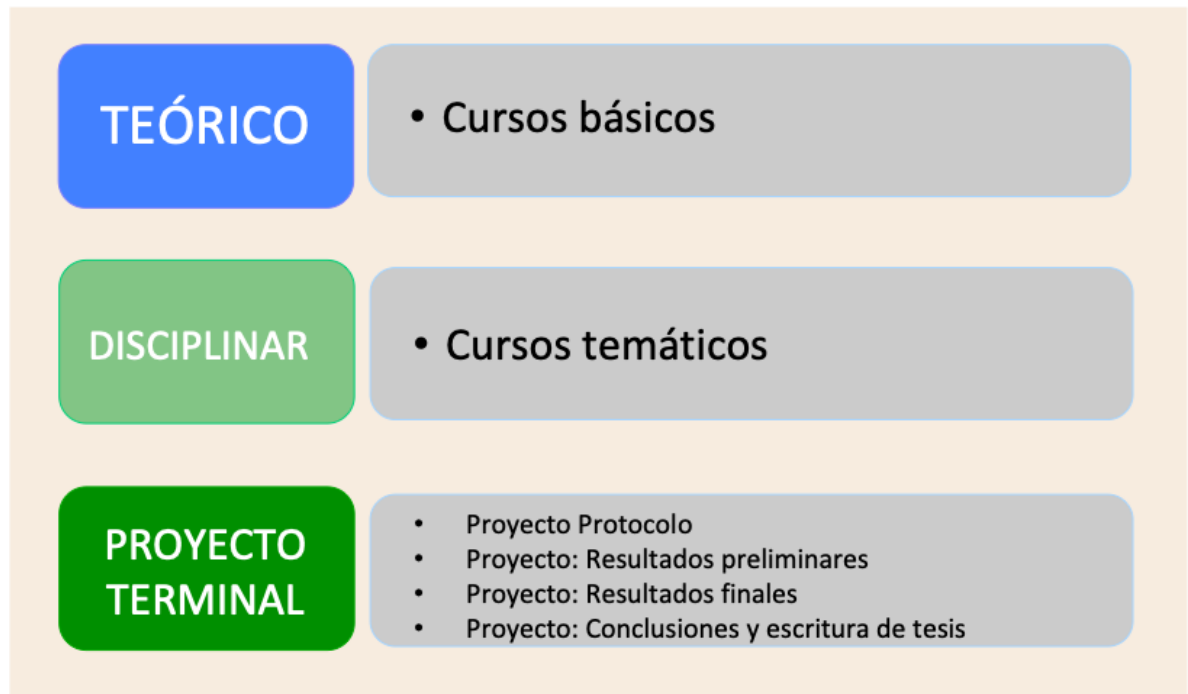 TEÓRICO
• Cursos básicos
DISCIPLINAR
• Cursos temáticos
PROYECTO
TERMINAL
• Proyecto Protocolo
• Proyecto: Resultados preliminares
• Proyecto: Resultados finales
• Proyecto: Conclusiones y escritura de tesis